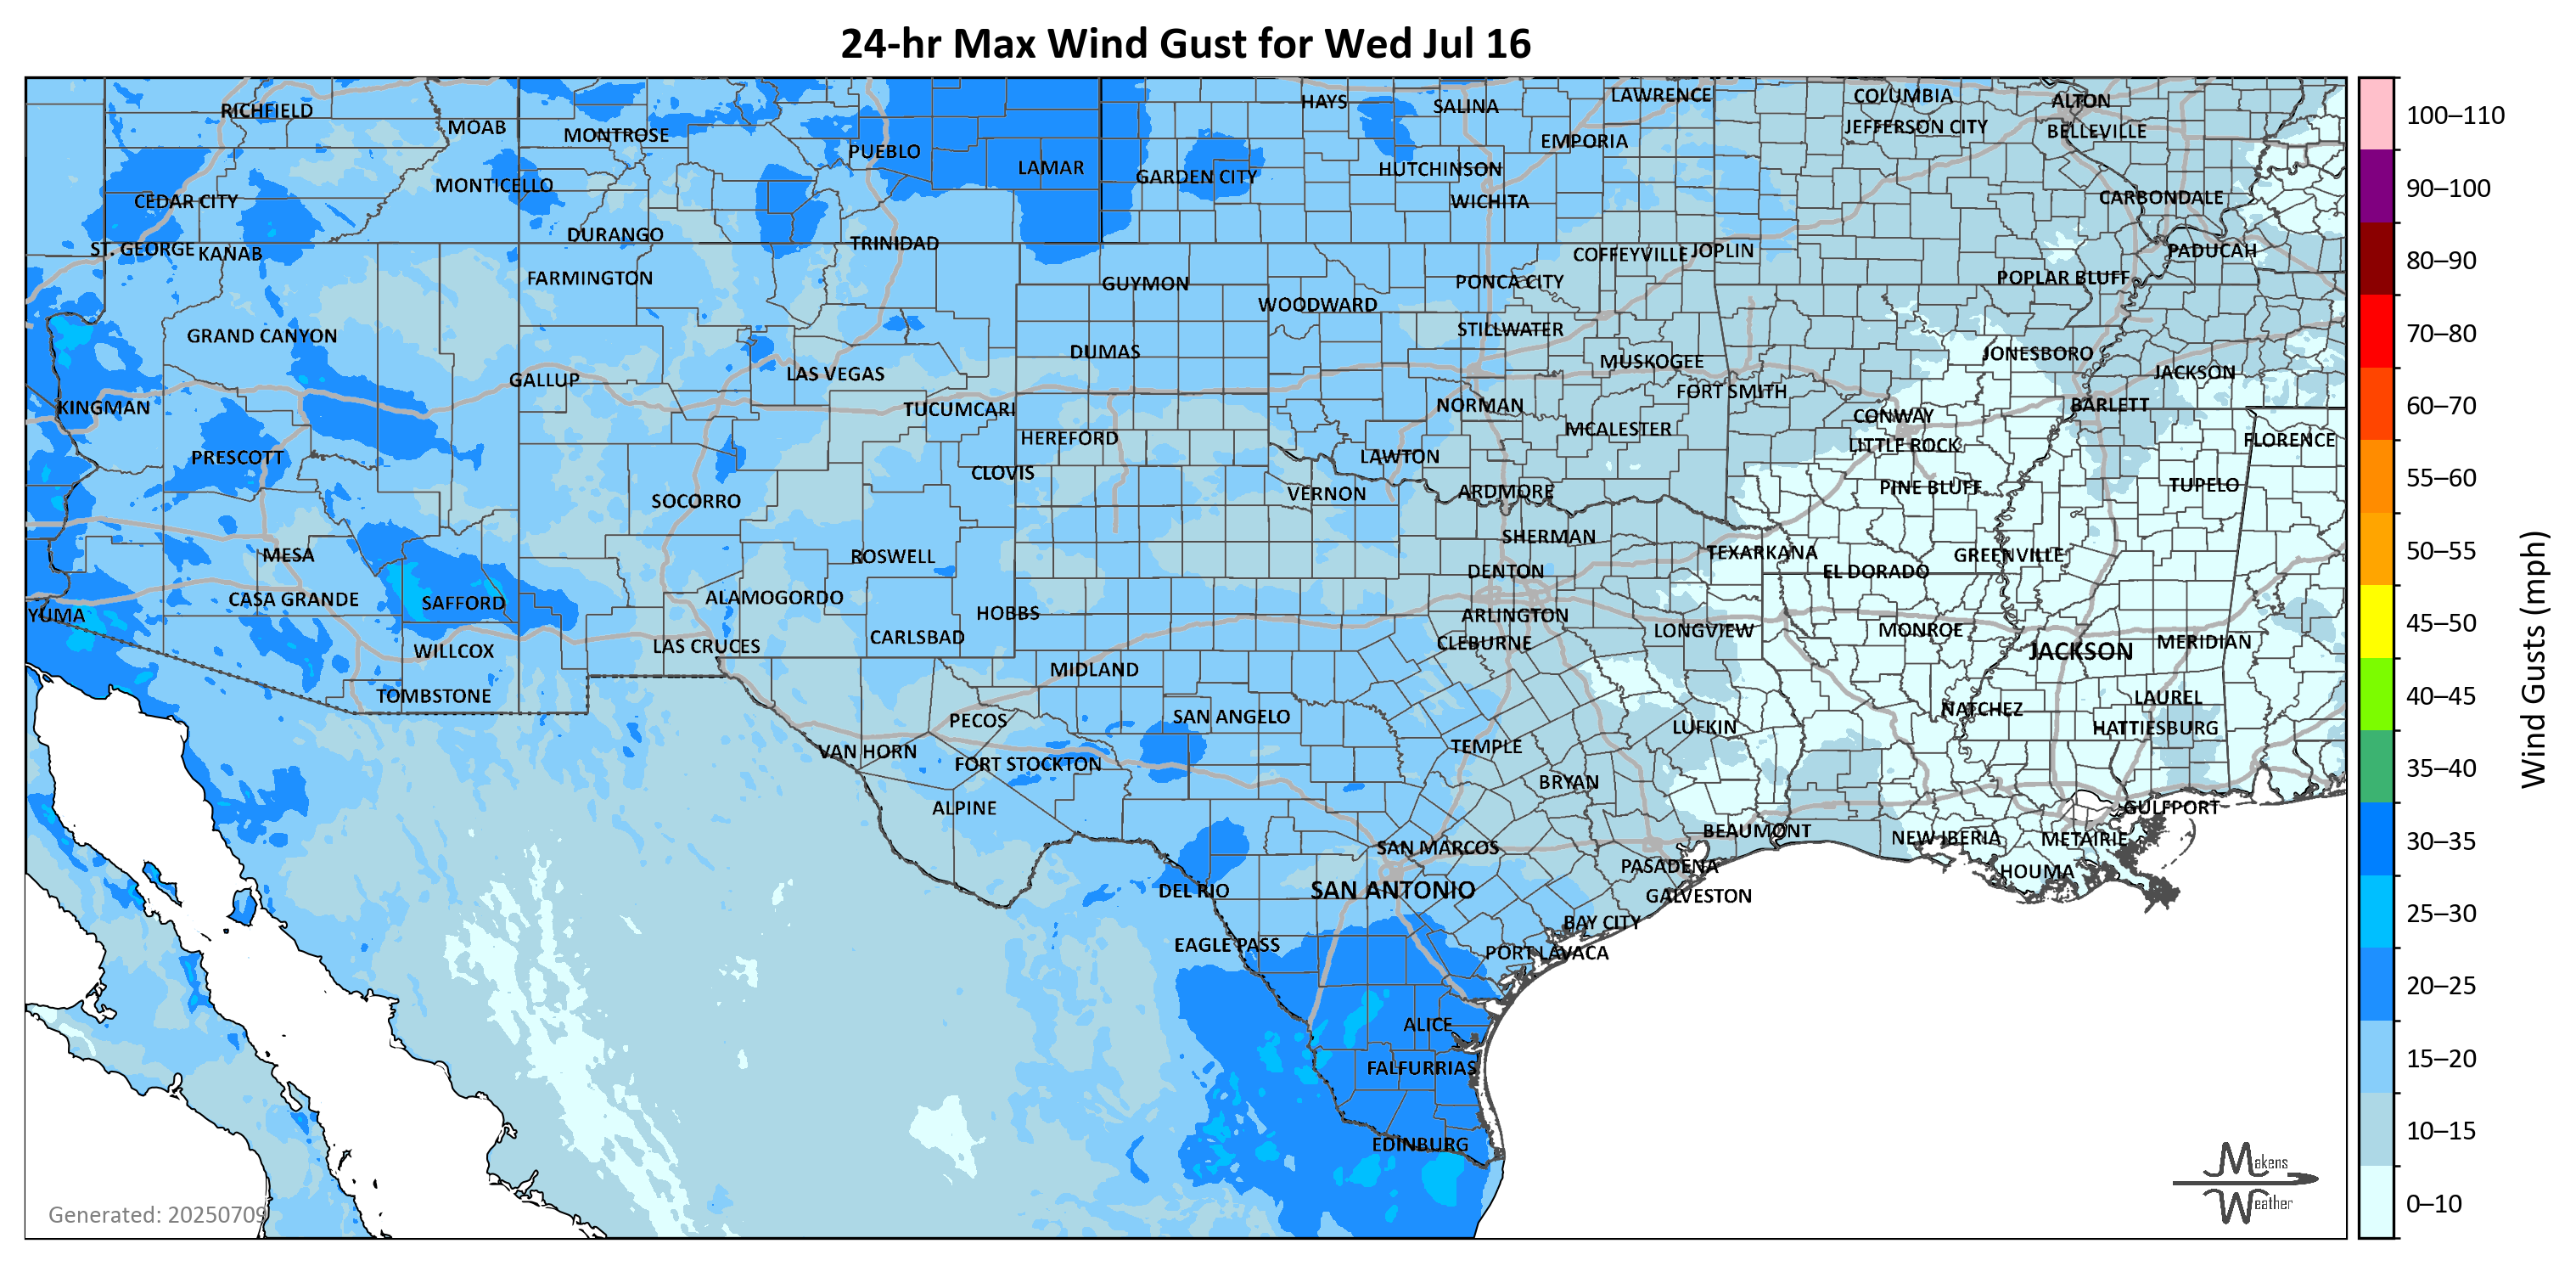 24-hr Max Wind Gust for Wed Jul 16
RICHFIELD
MOAB
MONTROSE
PUEBLO
LAMAR
HAYS
SALINA
LAWRENCE
COLUMBIA
ALTON
JEFFERSON CITY
BELLEVILLE
EMPORIA
HUTCHINSON
GARDEN CITY
WICHITA
MONTICELLO
CEDAR CITY
CARBONDALE
ST. GEORGE
KANAB
DURANGO
TRINIDAD
COFFEYVILLE
JOPLIN
PADUCAH
FARMINGTON
GUYMON
PONCA CITY
POPLAR BLUFF
WOODWARD
GRAND CANYON
STILLWATER
DUMAS
MUSKOGEE
JONESBORO
GALLUP
LAS VEGAS
FORT SMITH
JACKSON
KINGMAN
TUCUMCARI
NORMAN
CONWAY
BARLETT
HEREFORD
MCALESTER
LITTLE ROCK
FLORENCE
PRESCOTT
CLOVIS
LAWTON
SOCORRO
VERNON
ARDMORE
PINE BLUFF
TUPELO
MESA
ROSWELL
SHERMAN
TEXARKANA
GREENVILLE
DENTON
EL DORADO
CASA GRANDE
SAFFORD
ALAMOGORDO
HOBBS
ARLINGTON
YUMA
CARLSBAD
CLEBURNE
LONGVIEW
MONROE
JACKSON
MERIDIAN
WILLCOX
LAS CRUCES
MIDLAND
TOMBSTONE
PECOS
SAN ANGELO
LUFKIN
NATCHEZ
LAUREL
HATTIESBURG
VAN HORN
FORT STOCKTON
TEMPLE
BRYAN
ALPINE
GULFPORT
SAN MARCOS
BEAUMONT
NEW IBERIA
METAIRIE
PASADENA
HOUMA
DEL RIO
SAN ANTONIO
GALVESTON
EAGLE PASS
BAY CITY
PORT LAVACA
ALICE
FALFURRIAS
EDINBURG
Generated: 20250709
Makens
Weather
100–110
90–100
80–90
70–80
60–70
55–60
50–55
45–50
40–45
35–40
30–35
25–30
20–25
15–20
10–15
0–10
Wind Gusts (mph)